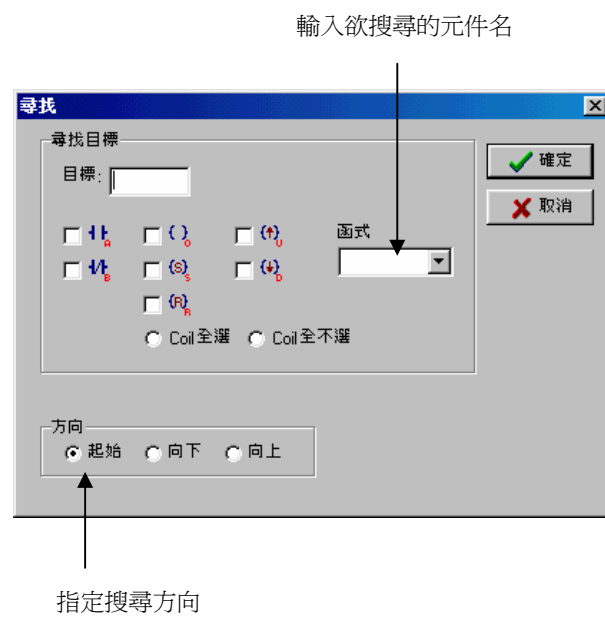 輸入欲搜尋的元件名
尋找
尋找目標
目標:
確定
取消
函式
A
O
U
B
S S
D
R R
Coil全選
Coil全不選
方向
起始
向下
向上
指定搜尋方向